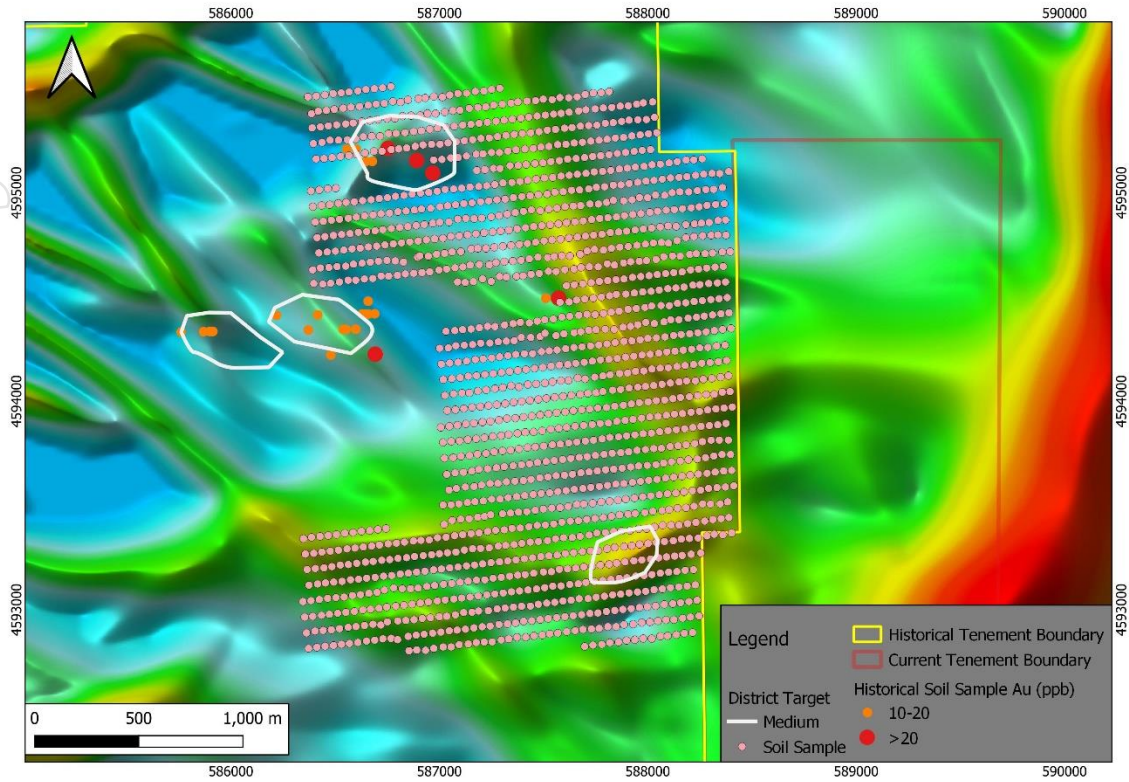 586000 587000 588000 589000 590000
4595000 4595000
4594000 4594000
4593000 4593000
Legend
District Target
Medium
Soil Sample
Historical Tenement Boundary
Current Tenement Boundary
Historical Soil Sample Au (ppb)
10-20
>20
0 500 1,000 m
586000 587000 588000 589000 590000